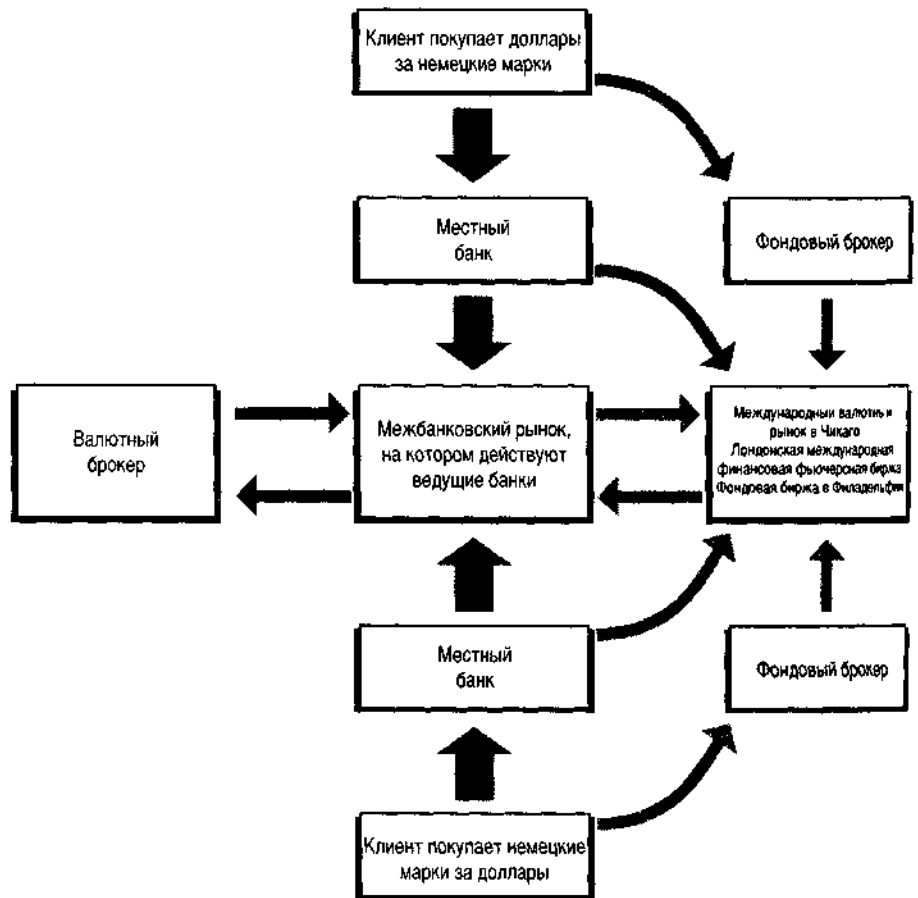 Клиент покупает доллары
за немецкие марки
Местный
банк
Фондовый брокер
Валютный
брокер
Межбанковский рынок,
на котором действуют
ведущие банки
Международный валютный
рынок в Чикаго
Лондонская международная
финансовая фьючерсная биржа
Фондовая биржа в Филадельфии
Местный
банк
Фондовый брокер
Клиент покупает немецкие
марки за доллары